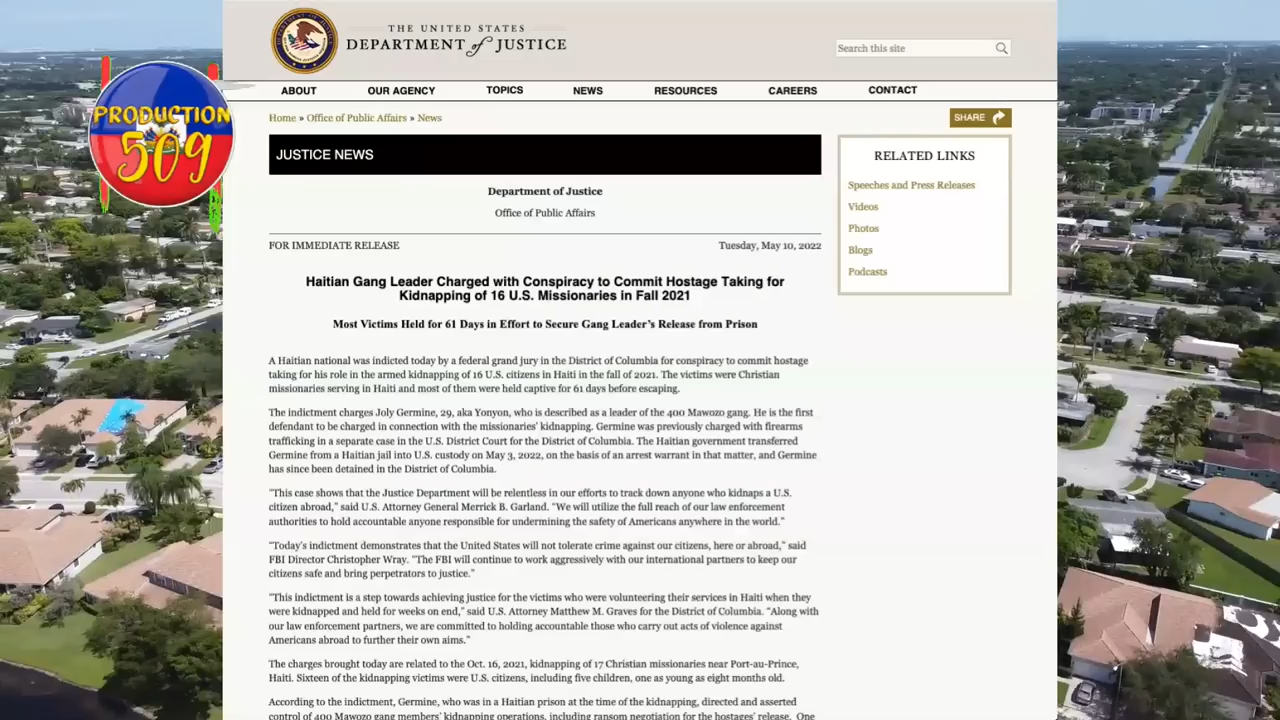 THE UNITED STATES
DEPARTMENT of JUSTICE
Search this site
ABOUT OUR AGENCY TOPICS NEWS RESOURCES CAREERS CONTACT
PRODUCTION
509
Home » Office of Public Affairs » News
SHARE
JUSTICE NEWS
Department of Justice
Office of Public Affairs
FOR IMMEDIATE RELEASE
Tuesday, May 10, 2022
Haitian Gang Leader Charged with Conspiracy to Commit Hostage Taking for
Kidnapping of 16 U.S. Missionaries in Fall 2021
Most Victims Held for 61 Days in Effort to Secure Gang Leader's Release from Prison
A Haitian national was indicted today by a federal grand jury in the District of Columbia for conspiracy to commit hostage
taking for his role in the armed kidnapping of 16 U.S. citizens in Haiti in the fall of 2021. The victims were Christian
missionaries serving in Haiti and most of them were held captive for 61 days before escaping.
The indictment charges Joly Germine, 29, aka Yonyon, who is described as a leader of the 400 Mawozo gang. He is the first
defendant to be charged in connection with the missionaries' kidnapping. Germine was previously charged with firearms
trafficking in a separate case in the U.S. District Court for the District of Columbia. The Haitian government transferred
Germine from a Haitian jail into U.S. custody on May 3, 2022, on the basis of an arrest warrant in that matter, and Germine
has since been detained in the District of Columbia.
"This case shows that the Justice Department will be relentless in our efforts to track down anyone who kidnaps a U.S.
citizen abroad," said U.S. Attorney General Merrick B. Garland. "We will utilize the full reach of our law enforcement
authorities to hold accountable anyone responsible for undermining the safety of Americans anywhere in the world."
"Today's indictment demonstrates that the United States will not tolerate crime against our citizens, here or abroad," said
FBI Director Christopher Wray. "The FBI will continue to work aggressively with our international partners to keep our
citizens safe and bring perpetrators to justice."
"This indictment is a step towards achieving justice for the victims who were volunteering their services in Haiti when they
were kidnapped and held for weeks on end," said U.S. Attorney Matthew M. Graves for the District of Columbia. "Along with
our law enforcement partners, we are committed to holding accountable those who carry out acts of violence against
Americans abroad to further their own aims."
The charges brought today are related to the Oct. 16, 2021, kidnapping of 17 Christian missionaries near Port-au-Prince,
Haiti. Sixteen of the kidnapping victims were U.S. citizens, including five children, one as young as eight months old.
According to the indictment, Germine, who was in a Haitian prison at the time of the kidnapping, directed and asserted
control of 400 Mawozo gang members' kidnapping operations, including ransom negotiation for the hostages' release. One
RELATED LINKS
Speeches and Press Releases
Videos
Photos
Blogs
Podcasts